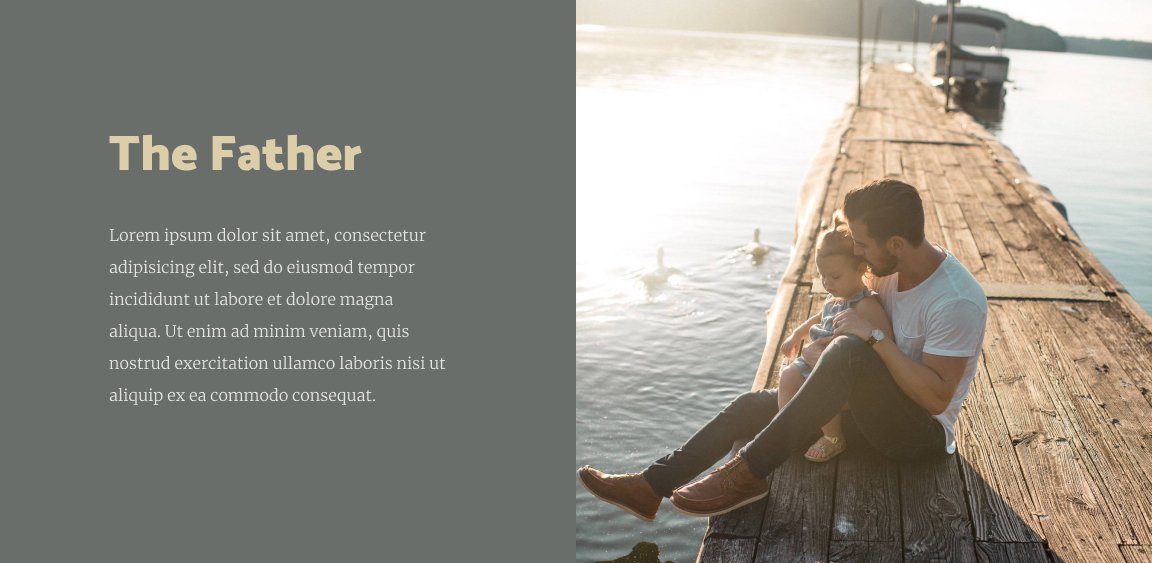 The Father
Lorem ipsum dolor sit amet, consectetur
adipisicing elit, sed do eiusmod tempor
incididunt ut labore et dolore magna
aliqua. Ut enim ad minim veniam, quis
nostrud exercitation ullamco laboris nisi ut
aliquip ex ea commodo consequat.